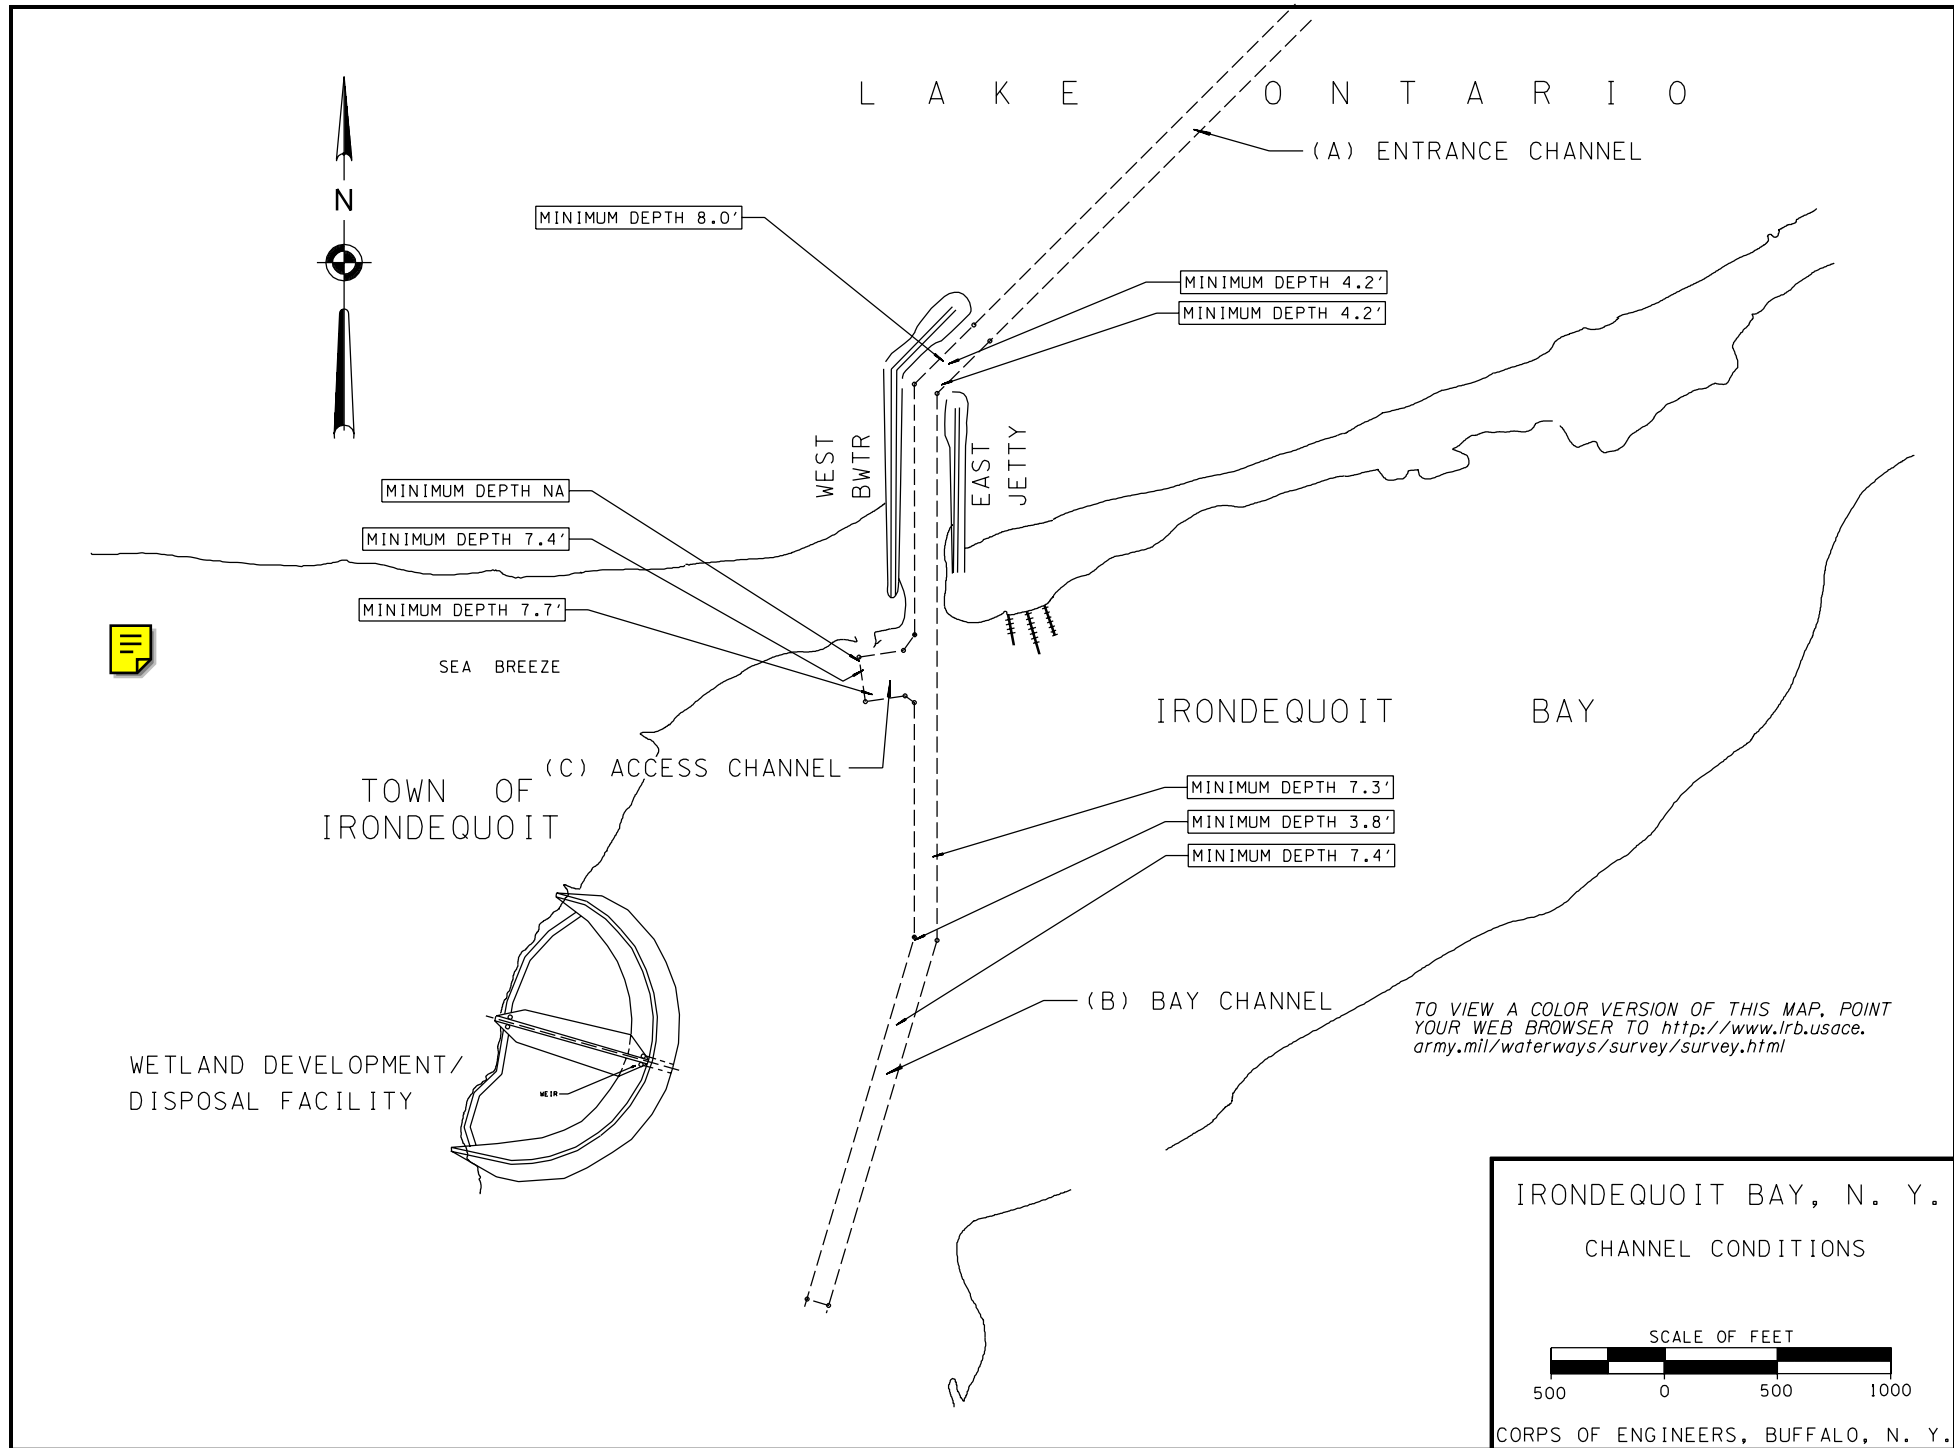 LAKE ONTARIO
(A) ENTRANCE CHANNEL
N
MINIMUM DEPTH 8.0'
MINIMUM DEPTH 4.2'
MINIMUM DEPTH 4.2'
WEST
BWTR
EAST
JETTY
MINIMUM DEPTH NA
MINIMUM DEPTH 7.4'
MINIMUM DEPTH 7.7'
SEA BREEZE
IRONDEQUOIT BAY
(C) ACCESS CHANNEL
TOWN OF
IRONDEQUOIT
MINIMUM DEPTH 7.3'
MINIMUM DEPTH 3.8'
MINIMUM DEPTH 7.4'
(B) BAY CHANNEL
TO VIEW A COLOR VERSION OF THIS MAP, POINT
YOUR WEB BROWSER TO http://www.lrb.usace.
army.mil/waterways/survey/survey.html
WETLAND DEVELOPMENT/
DISPOSAL FACILITY
WEIR
IRONDEQUOIT BAY, N. Y.
CHANNEL CONDITIONS
SCALE OF FEET
500 0 500 1000
CORPS OF ENGINEERS, BUFFALO, N. Y.